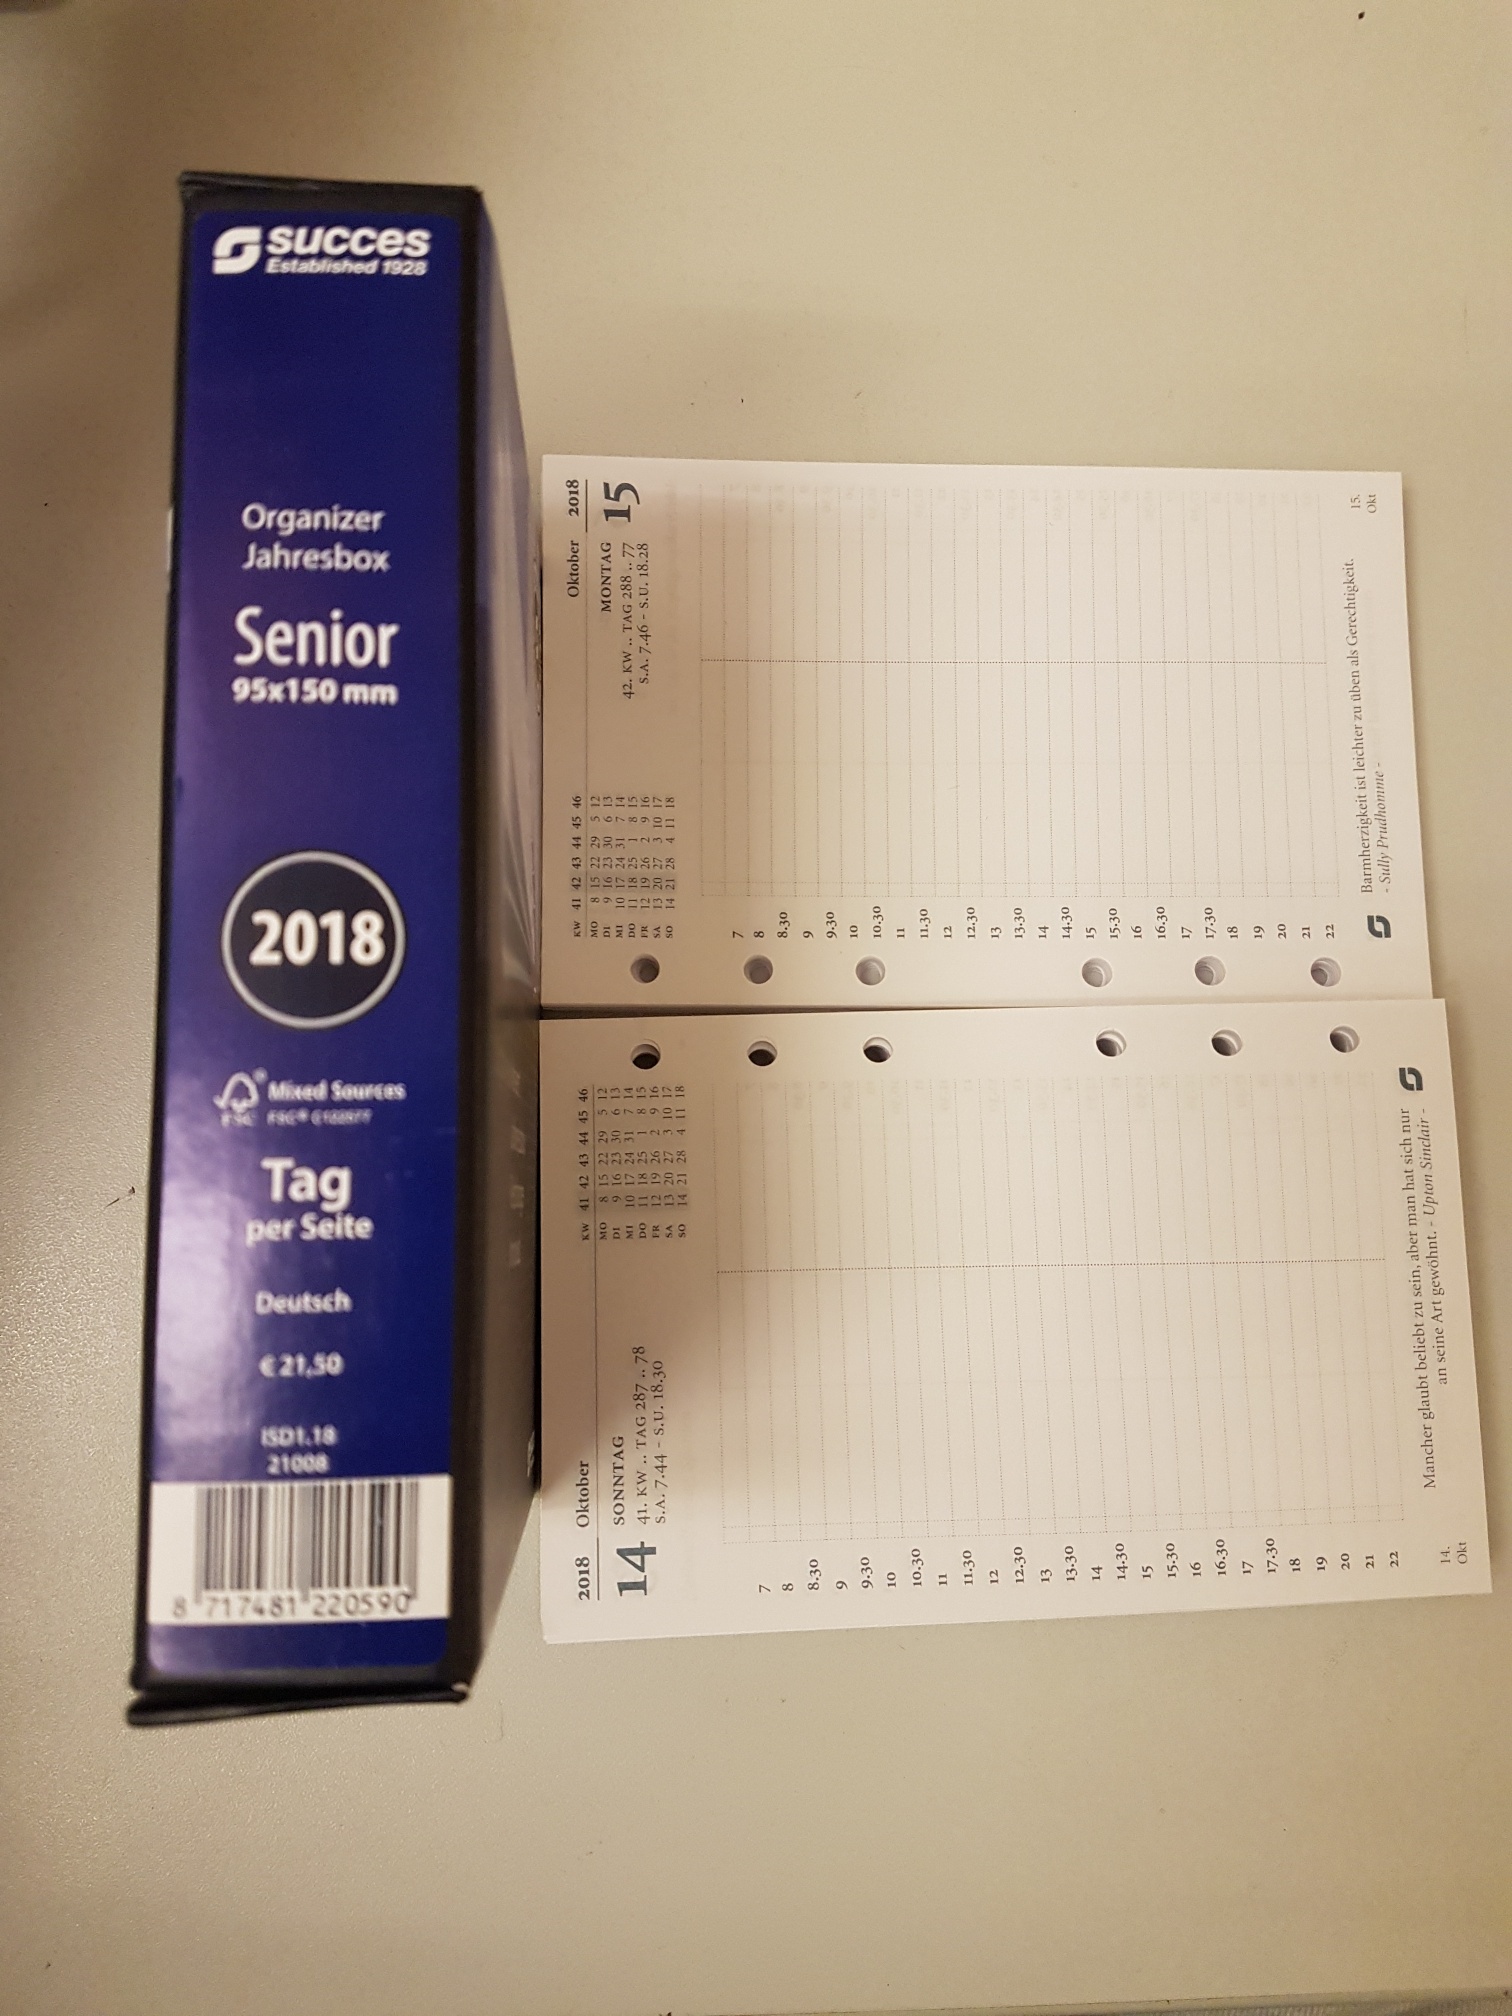 succes
Established 1928
Organizer
Jahresbox
Senior
95x150 mm
2018
Mixed Sources
FSC FSC® C122977
Tag
per Seite
Deutsch
€ 21,50
ISD1.18
21008
8 717481 220590
2018 Oktober
14 SONNTAG
41. KW .. TAG 287 .. 78
S.A. 7.44 – S.U. 18.30
KW 41 42 43 44 45 46
MO 8 15 22 29 5 12
DI 9 16 23 30 6 13
MI 10 17 24 31 7 14
DO 11 18 25 1 8 15
FR 12 19 26 2 9 16
SA 13 20 27 3 10 17
SO 14 21 28 4 11 18
7
8
8.30
9
9.30
10
10.30
11
11.30
12
12.30
13
13.30
14
14.30
15
15.30
16
16.30
17
17.30
18
19
20
21
22
Mancher glaubt beliebt zu sein, aber man hat sich nur
an seine Art gewöhnt. - Upton Sinclair -
14.
Okt
Oktober 2018
MONTAG 15
42. KW .. TAG 288 .. 77
S.A. 7.46 – S.U. 18.28
KW 41 42 43 44 45 46
MO 8 15 22 29 5 12
DI 9 16 23 30 6 13
MI 10 17 24 31 7 14
DO 11 18 25 1 8 15
FR 12 19 26 2 9 16
SA 13 20 27 3 10 17
SO 14 21 28 4 11 18
7
8
8.30
9
9.30
10
10.30
11
11.30
12
12.30
13
13.30
14
14.30
15
15.30
16
16.30
17
17.30
18
19
20
21
22
Barmherzigkeit ist leichter zu üben als Gerechtigkeit.
- Sully Prudhomme -
15.
Okt